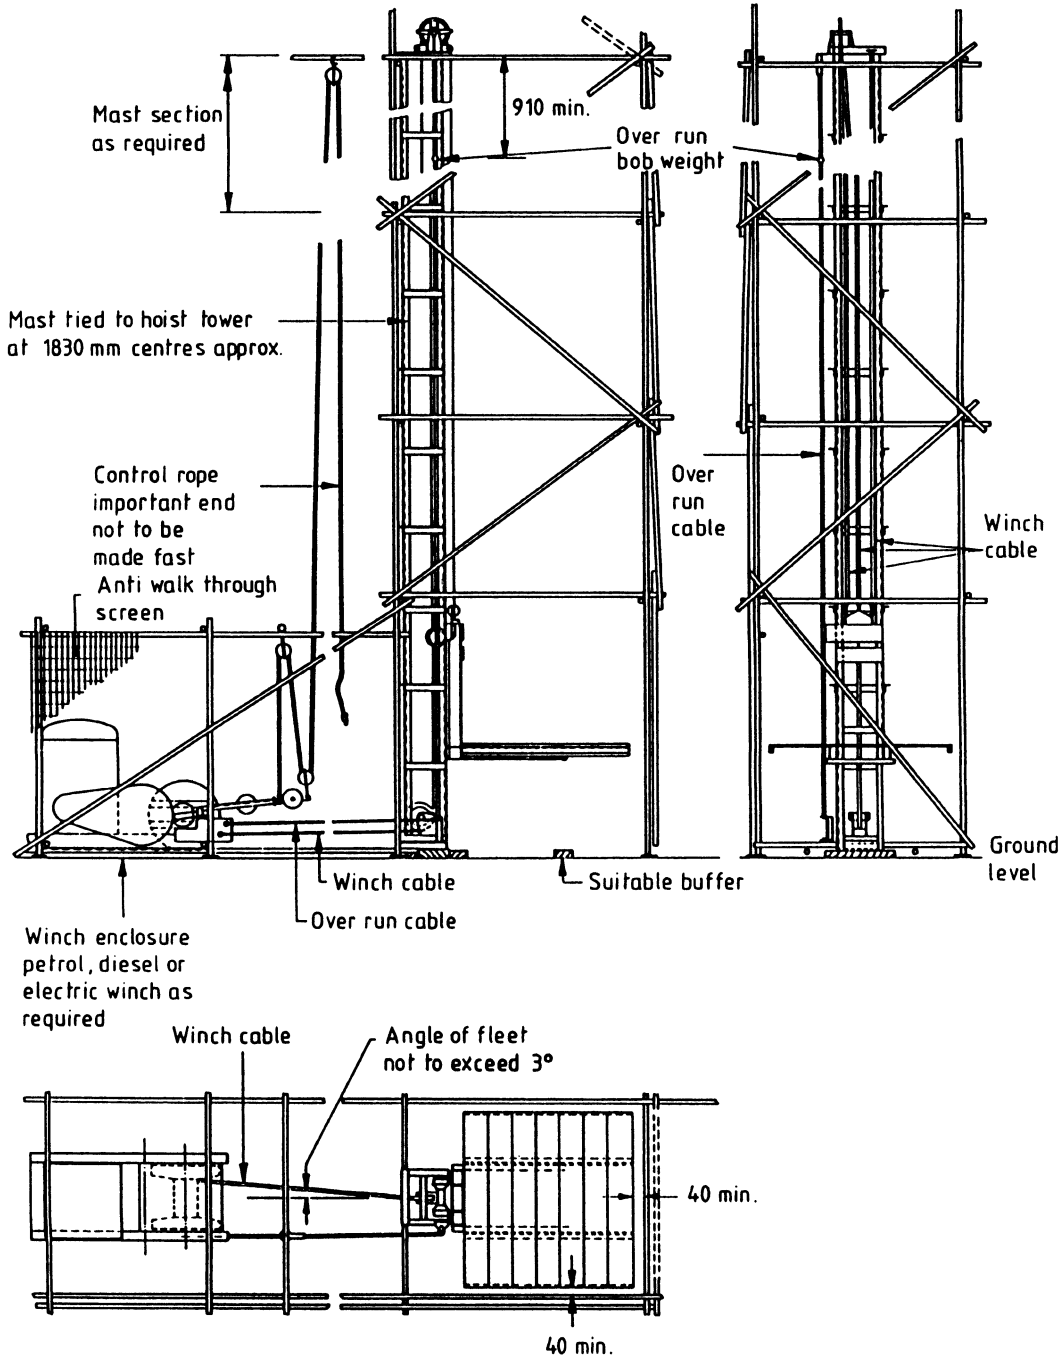 Mast section
as required
910 min.
Over run
bob weight
Mast tied to hoist tower
at 1830 mm centres approx.
Control rope
important end
not to be
made fast
Anti walk through
screen
Over
run
cable
Winch
cable
Ground
level
Winch cable
Suitable buffer
Over run cable
Winch enclosure
petrol, diesel or
electric winch as
required
Winch cable
Angle of fleet
not to exceed 3°
40 min.
40 min.